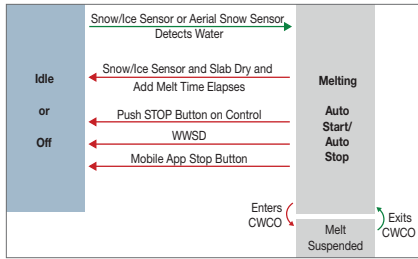 Snow/Ice Sensor or Aerial Snow Sensor
Detects Water
Idle
or
Off
Snow/Ice Sensor and Slab Dry and
Add Melt Time Elapses
Push STOP Button on Control
WWSD
Mobile App Stop Button
Melting
Auto
Start/
Auto
Stop
Enters
CWCO
Exits
CWCO
Melt
Suspended